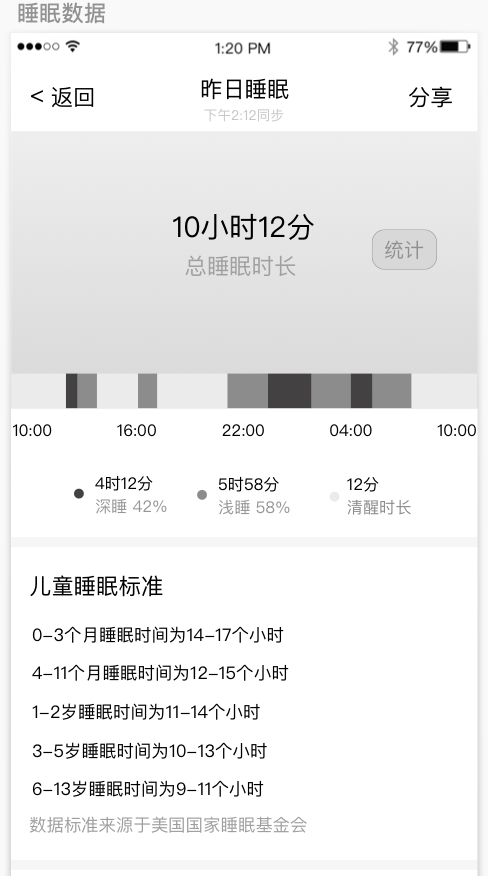 睡眠数据
1:20 PM
77%
< 返回
昨日睡眠
分享
下午2:12同步
10小时12分
总睡眠时长
统计
10:00 16:00 22:00 04:00 10:00
4时12分 5时58分 12分
深睡 42% 浅睡 58% 清醒时长
儿童睡眠标准
0-3个月睡眠时间为14-17个小时
4-11个月睡眠时间为12-15个小时
1-2岁睡眠时间为11-14个小时
3-5岁睡眠时间为10-13个小时
6-13岁睡眠时间为9-11个小时
数据标准来源于美国国家睡眠基金会